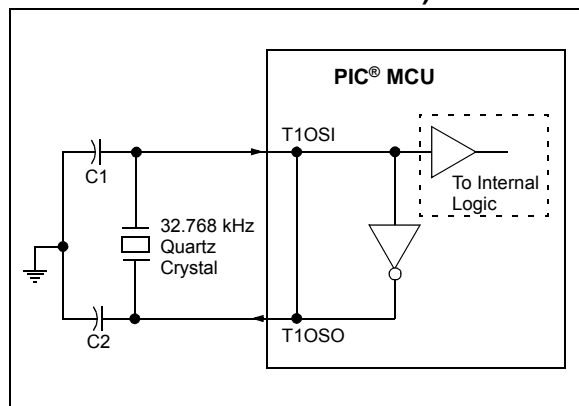 PIC® MCU
T1OSI
C1
To Internal
Logic
32.768 kHz
Quartz
Crystal
C2
T1OSO